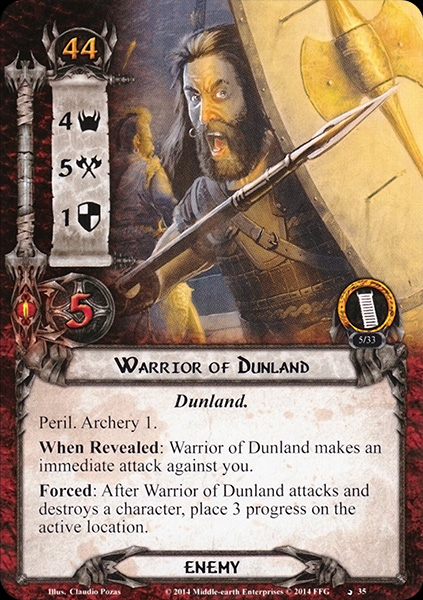 44
4
5
1
5
5/33
Warrior of Dunland
Dunland.
Peril. Archery 1.
When Revealed: Warrior of Dunland makes an
immediate attack against you.
Forced: After Warrior of Dunland attacks and
destroys a character, place 3 progress on the
active location.
ENEMY
Illus. Claudio Pozas © 2014 Middle-earth Enterprises © 2014 FFG 35